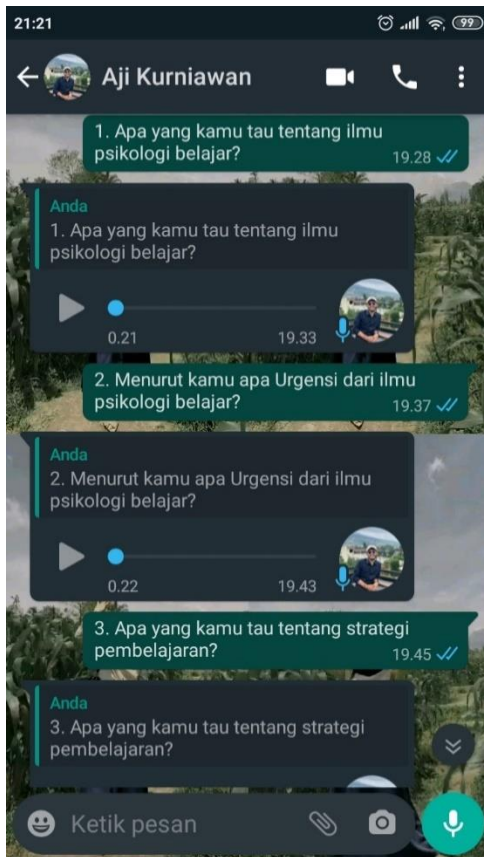 21:21
99
Aji Kurniawan
1. Apa yang kamu tau tentang ilmu
psikologi belajar?
19.28
Anda
1. Apa yang kamu tau tentang ilmu
psikologi belajar?
0.21
19.33
2. Menurut kamu apa Urgensi dari ilmu
psikologi belajar?
19.37
Anda
2. Menurut kamu apa Urgensi dari ilmu
psikologi belajar?
0.22
19.43
3. Apa yang kamu tau tentang strategi
pembelajaran?
19.45
Anda
3. Apa yang kamu tau tentang strategi
pembelajaran?
Ketik pesan